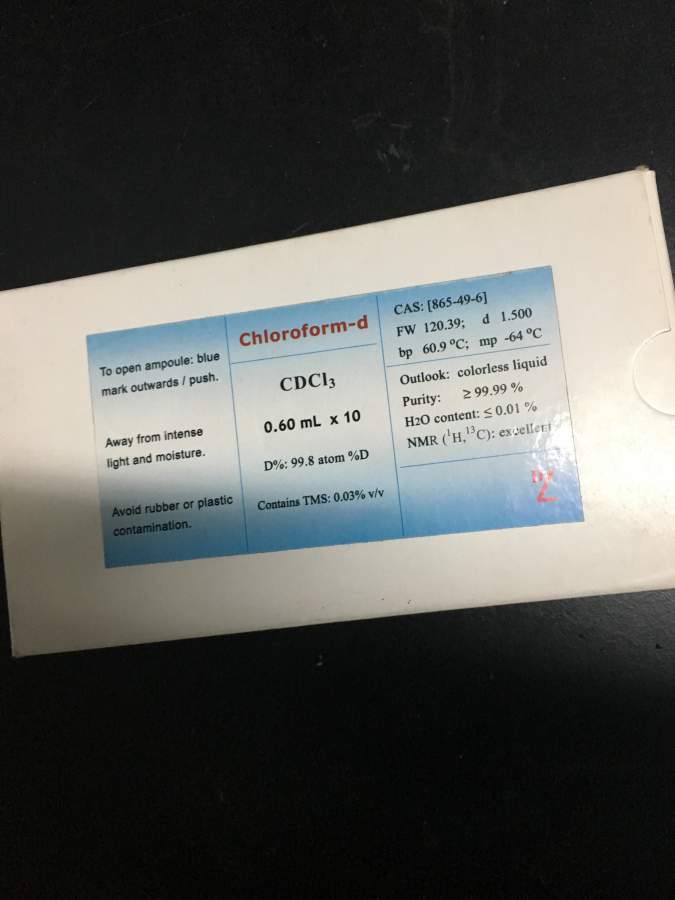 To open ampoule: blue
mark outwards / push.
Away from intense
light and moisture.
Avoid rubber or plastic
contamination.
Chloroform-d
CDCl₃
0.60 mL x 10
D%: 99.8 atom %D
Contains TMS: 0.03% v/v
CAS: [865-49-6]
FW 120.39; d 1.500
bp 60.9 °C; mp -64 °C
Outlook: colorless liquid
Purity: ≥ 99.99 %
H2O content: ≤ 0.01 %
NMR (¹H,¹³C): excellent